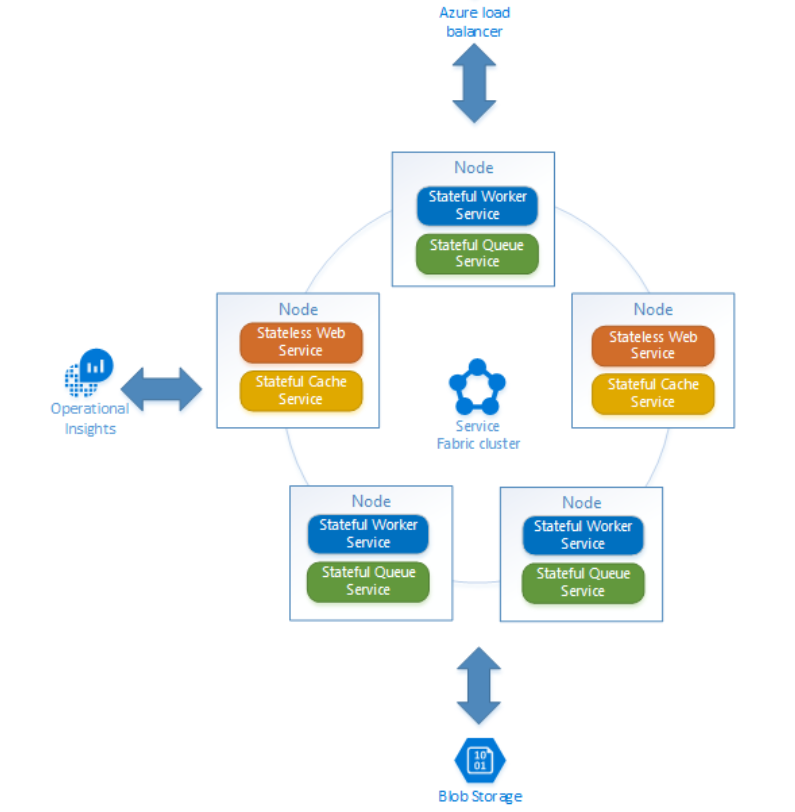 Azure load
balancer
Node
Stateful Worker
Service
Stateful Queue
Service
Node
Stateless Web
Service
Stateful Cache
Service
Node
Stateless Web
Service
Stateful Cache
Service
Operational
Insights
Service
Fabric cluster
Node
Stateful Worker
Service
Stateful Queue
Service
Node
Stateful Worker
Service
Stateful Queue
Service
10
01
Blob Storage